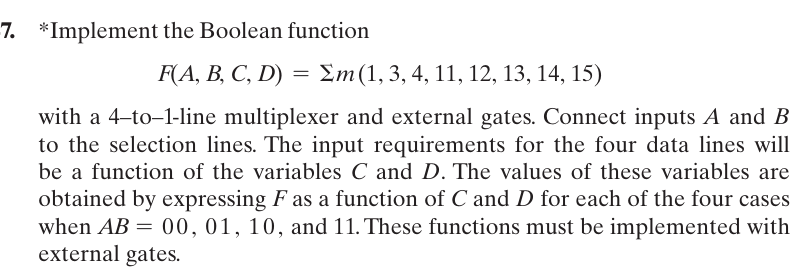 7. *Implement the Boolean function
F(A, B, C, D) = Σm(1, 3, 4, 11, 12, 13, 14, 15)
with a 4–to–1-line multiplexer and external gates. Connect inputs A and B
to the selection lines. The input requirements for the four data lines will
be a function of the variables C and D. The values of these variables are
obtained by expressing F as a function of C and D for each of the four cases
when AB = 00, 01, 10, and 11. These functions must be implemented with
external gates.